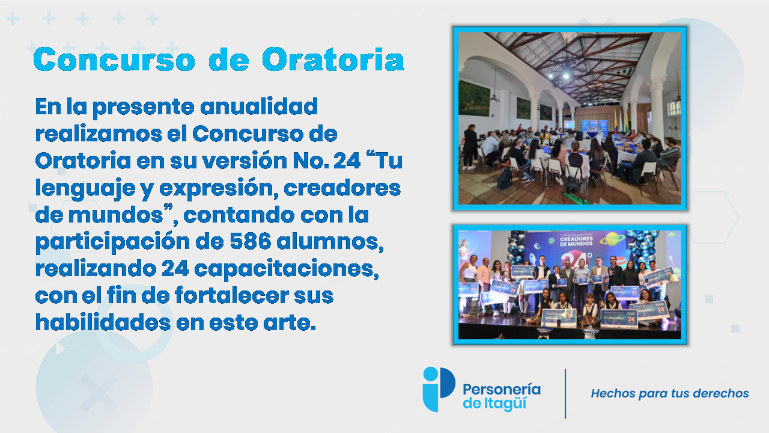 Concurso de Oratoria
En la presente anualidad
realizamos el Concurso de
Oratoria en su versión No. 24 “Tu
lenguaje y expresión, creadores
de mundos”, contando con la
participación de 586 alumnos,
realizando 24 capacitaciones,
con el fin de fortalecer sus
habilidades en este arte.
CREADORES
DE MUNDOS
Personería
de Itagüí
Hechos para tus derechos